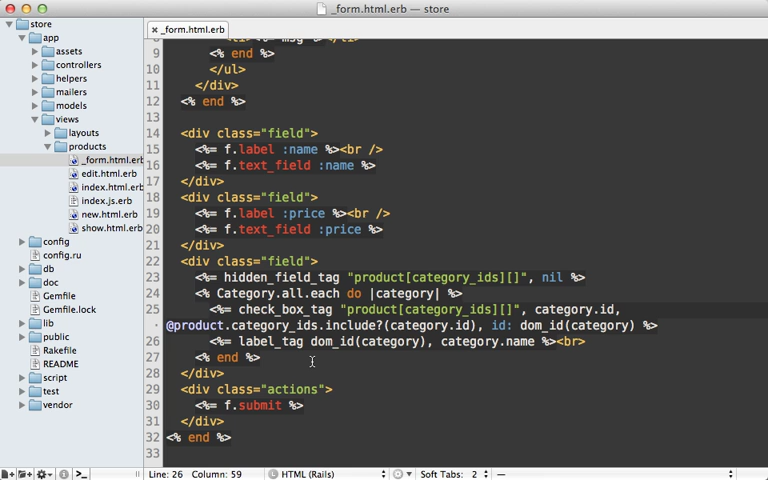 _form.html.erb — store
store
app
assets
controllers
helpers
mailers
models
views
layouts
products
_form.html.erb
edit.html.erb
index.html.erb
index.js.erb
new.html.erb
show.html.erb
config
config.ru
db
doc
Gemfile
Gemfile.lock
lib
public
Rakefile
README
script
test
vendor
_form.html.erb
9 <% end %>
10 </ul>
11 </div>
12 <% end %>
13
14 <div class="field">
15 <%= f.label :name %><br />
16 <%= f.text_field :name %>
17 </div>
18 <div class="field">
19 <%= f.label :price %><br />
20 <%= f.text_field :price %>
21 </div>
22 <div class="field">
23 <%= hidden_field_tag "product[category_ids][]", nil %>
24 <% Category.all.each do |category| %>
25 <%= check_box_tag "product[category_ids][]", category.id,
@product.category_ids.include?(category.id), id: dom_id(category) %>
26 <%= label_tag dom_id(category), category.name %><br>
27 <% end %>
28 </div>
29 <div class="actions">
30 <%= f.submit %>
31 </div>
32 <% end %>
33
Line: 26 Column: 59
HTML (Rails)
Soft Tabs: 2
—